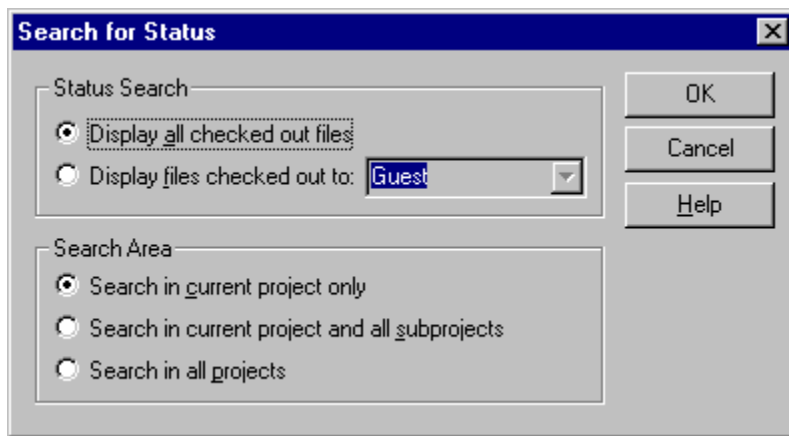 Search for Status
Status Search
Display all checked out files
Display files checked out to: Guest
Search Area
Search in current project only
Search in current project and all subprojects
Search in all projects
OK
Cancel
Help